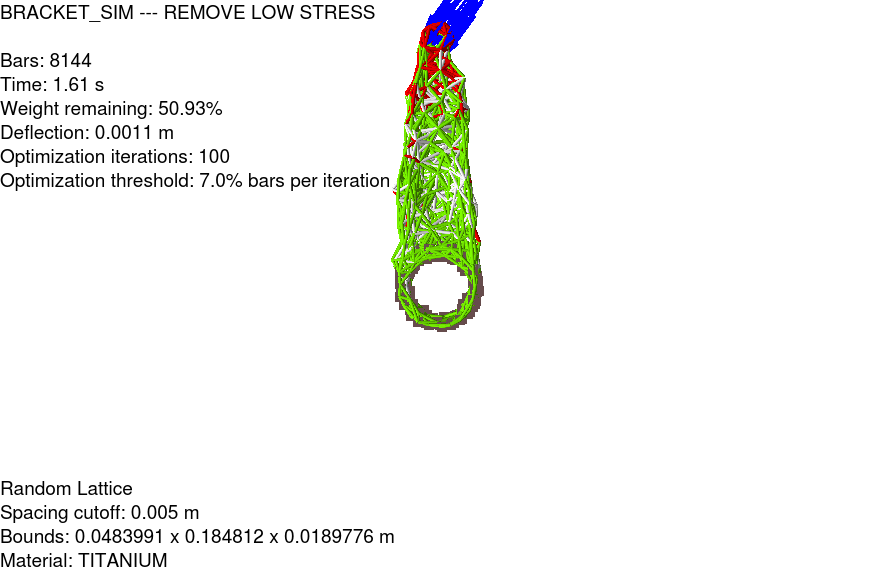 BRACKET_SIM --- REMOVE LOW STRESS
Bars: 8144
Time: 1.61 s
Weight remaining: 50.93%
Deflection: 0.0011 m
Optimization iterations: 100
Optimization threshold: 7.0% bars per iteration
Random Lattice
Spacing cutoff: 0.005 m
Bounds: 0.0483991 x 0.184812 x 0.0189776 m
Material: TITANIUM